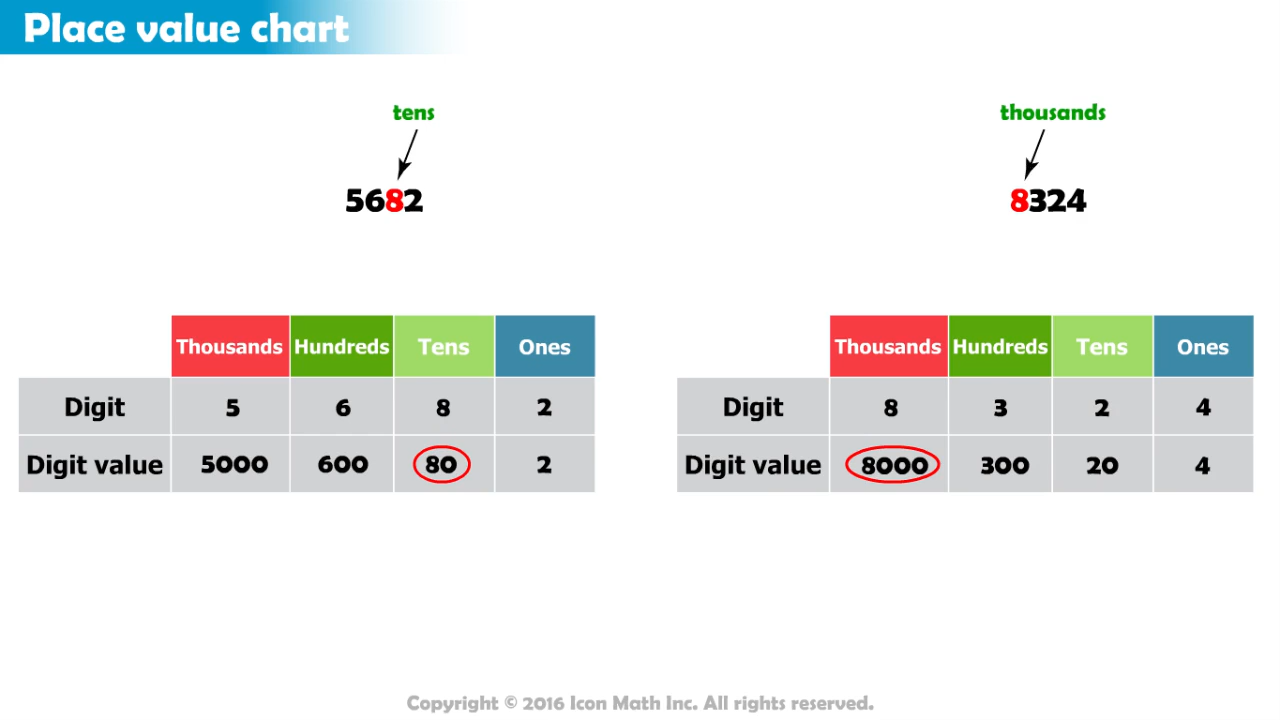 Place value chart
tens
5682
Thousands Hundreds Tens Ones
Digit 5 6 8 2
Digit value 5000 600 80 2
thousands
8324
Thousands Hundreds Tens Ones
Digit 8 3 2 4
Digit value 8000 300 20 4
Copyright © 2016 Icon Math Inc. All rights reserved.